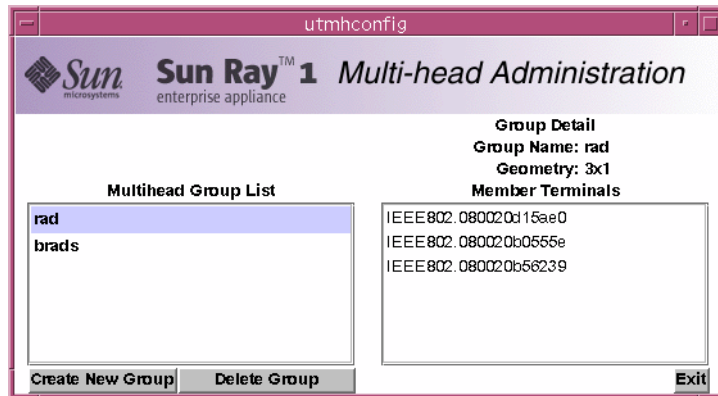 utmhconfig
Sun microsystems
Sun Ray™ 1 Multi-head Administration
enterprise appliance
Group Detail
Group Name: rad
Geometry: 3x1
Multihead Group List
Member Terminals
rad
brads
IEEE802.080020d15ae0
IEEE802.080020b0555e
IEEE802.080020b56239
Create New Group
Delete Group
Exit